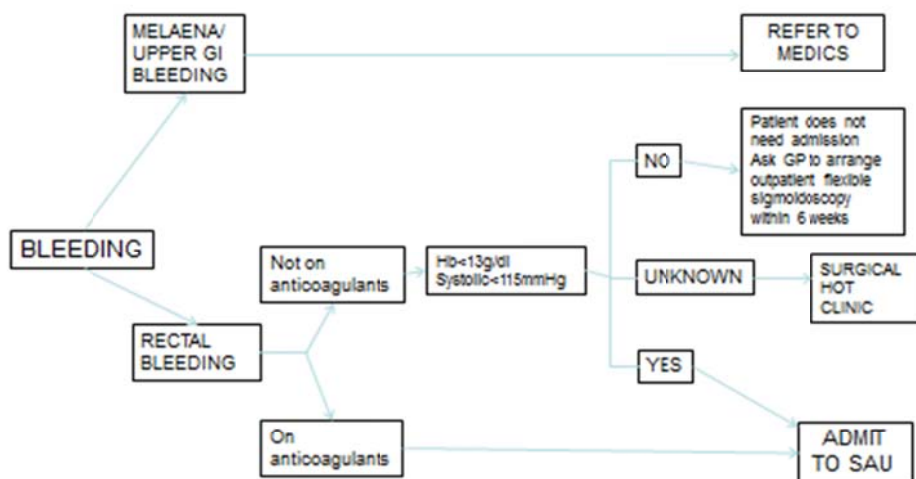 MELAENA/
UPPER GI
BLEEDING
REFER TO
MEDICS
Patient does not
need admission
Ask GP to arrange
outpatient flexible
sigmoidoscopy
within 6 weeks
NO
BLEEDING
Not on
anticoagulants
Hb<13g/dl
Systolic<115mmHg
UNKNOWN
SURGICAL
HOT
CLINIC
RECTAL
BLEEDING
YES
On
anticoagulants
ADMIT
TO SAU